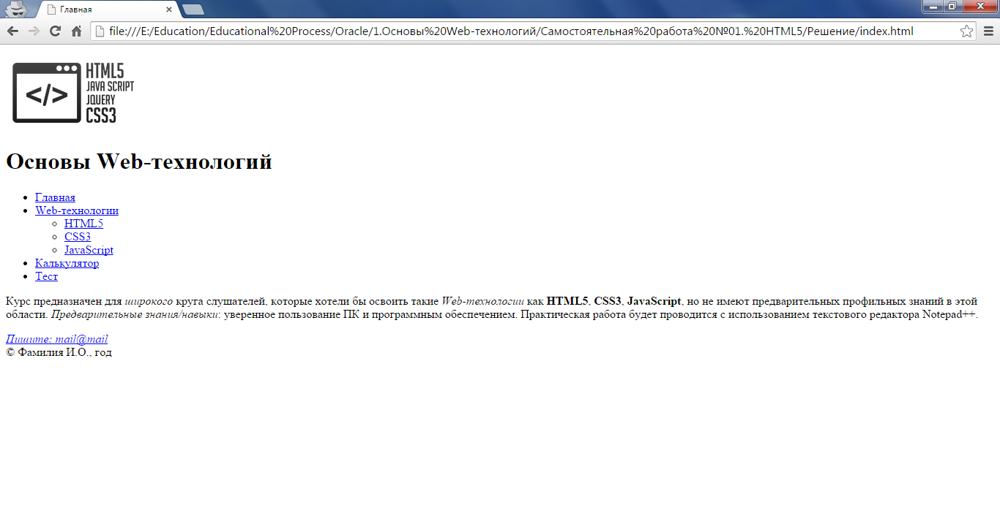 Главная
file:///E:/Education/Educational%20Process/Oracle/1.Основы%20Web-технологий/Самостоятельная%20работа%20№01.%20HTML5/Решение/index.html
HTML5
JAVA SCRIPT
</> JQUERY
CSS3
Основы Web-технологий
Главная
Web-технологии
HTML5
CSS3
JavaScript
Калькулятор
Тест
Курс предназначен для широкого круга слушателей, которые хотели бы освоить такие Web-технологии как HTML5, CSS3, JavaScript, но не имеют предварительных профильных знаний в этой
области. Предварительные знания/навыки: уверенное пользование ПК и программным обеспечением. Практическая работа будет проводится с использованием текстового редактора Notepad++.
Пишите: mail@mail
© Фамилия И.О., год